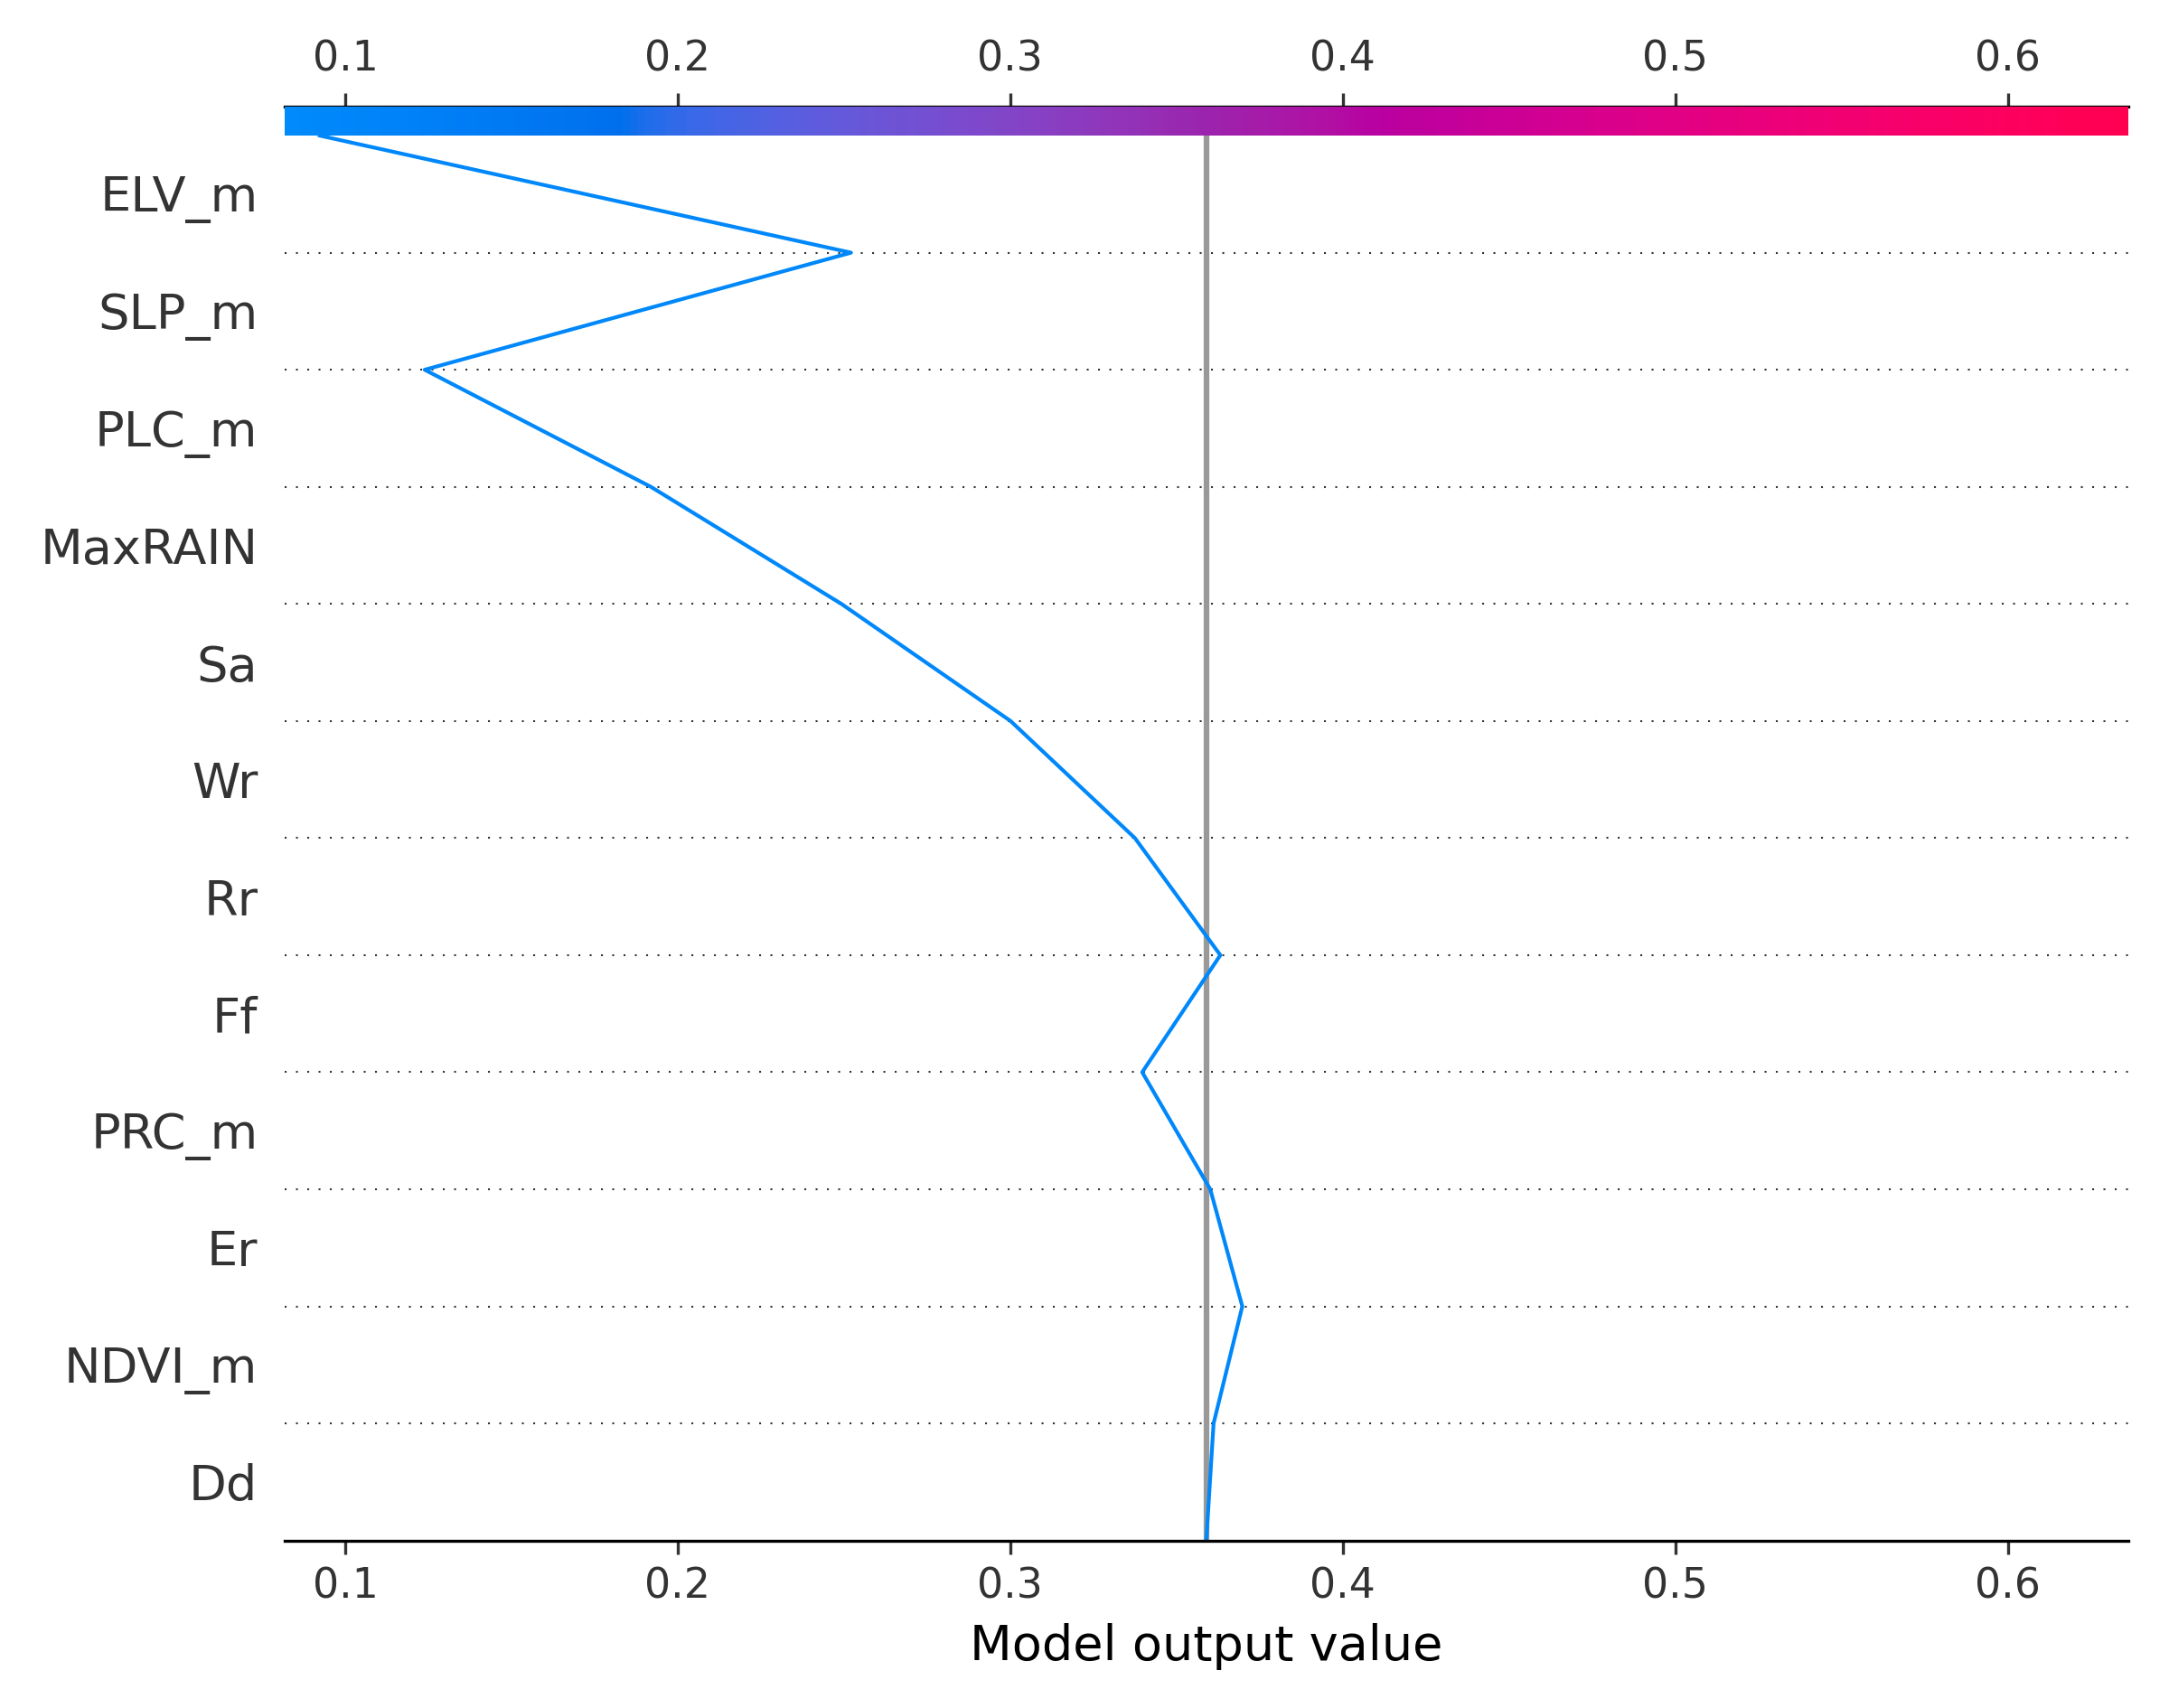 0.1 0.2 0.3 0.4 0.5 0.6
ELV_m
SLP_m
PLC_m
MaxRAIN
Sa
Wr
Rr
Ff
PRC_m
Er
NDVI_m
Dd
0.1 0.2 0.3 0.4 0.5 0.6
Model output value